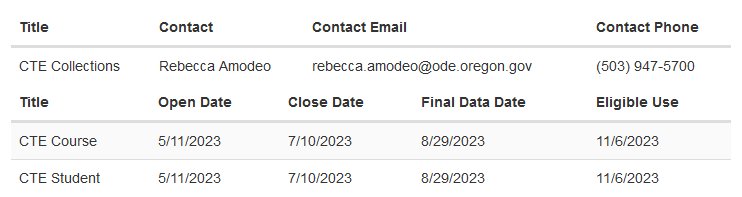 Title Contact Contact Email Contact Phone
CTE Collections Rebecca Amodeo rebecca.amodeo@ode.oregon.gov (503) 947-5700
Title Open Date Close Date Final Data Date Eligible Use
CTE Course 5/11/2023 7/10/2023 8/29/2023 11/6/2023
CTE Student 5/11/2023 7/10/2023 8/29/2023 11/6/2023